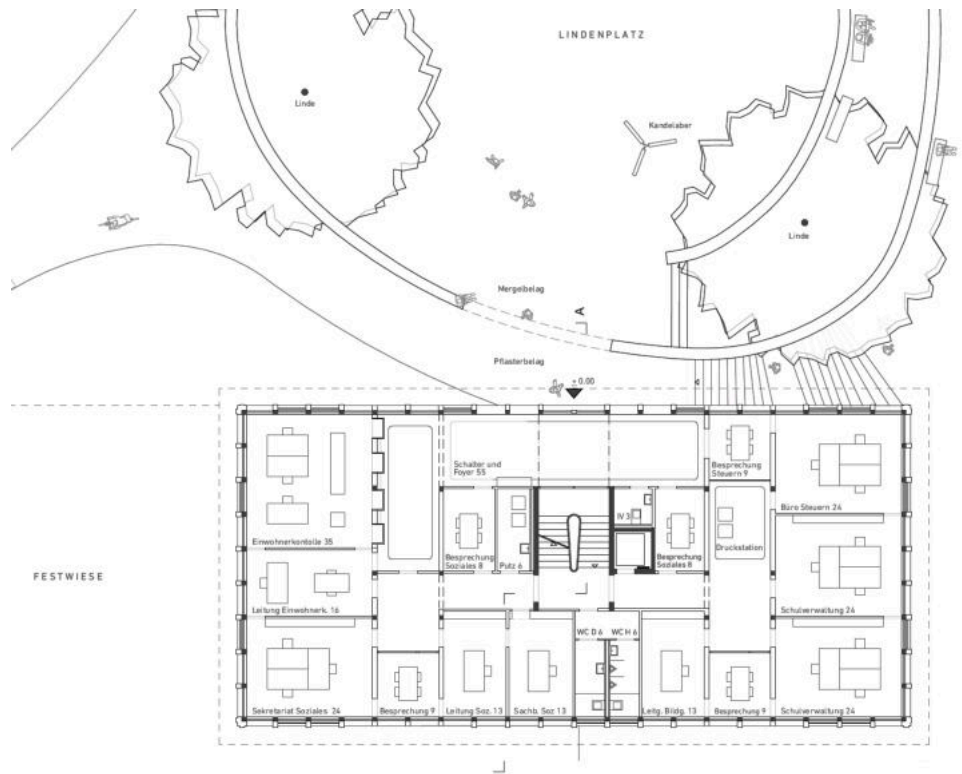 LINDENPLATZ
Linde
Kandelaber
Linde
Mergelbelag
A
Pflasterbelag
± 0.00
Schalter und
Foyer 55
Besprechung
Steuern 9
Büro Steuern 24
IV 3
Einwohnerkontolle 35
Besprechung
Soziales 8
Putz 6
Besprechung
Soziales 8
Druckstation
FESTWIESE
Leitung Einwohnerk. 16
Schulverwaltung 24
WC D 6
WC H 6
Sekretariat Soziales 24
Besprechung 9
Leitung Soz. 13
Sachb. Soz 13
Leitg. Bildg. 13
Besprechung 9
Schulverwaltung 24